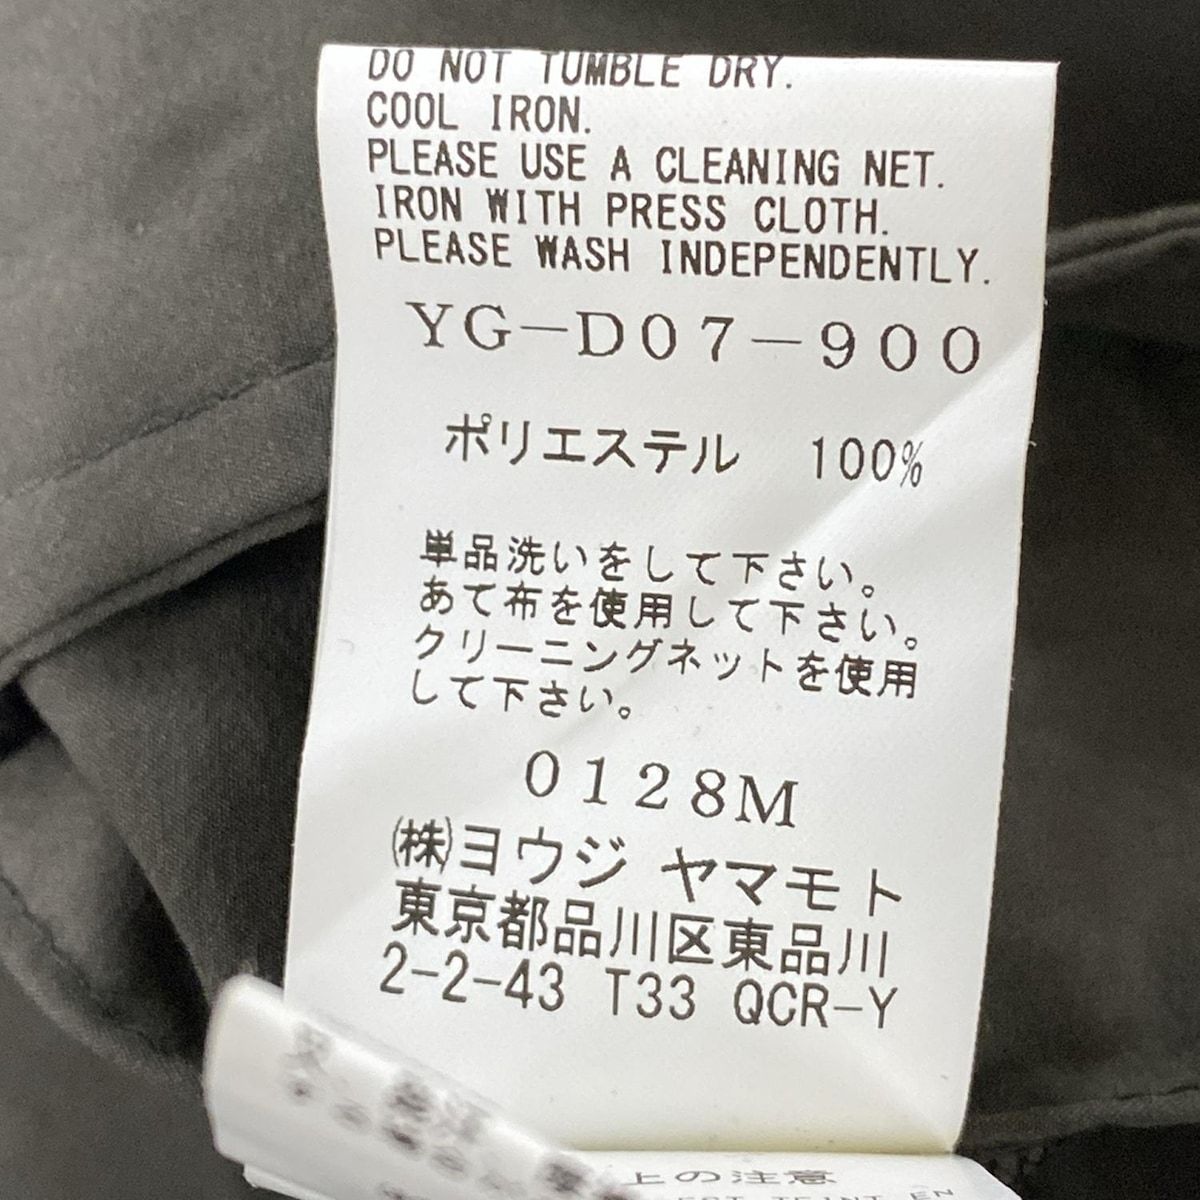 DO NOT TUMBLE DRY.
COOL IRON.
PLEASE USE A CLEANING NET.
IRON WITH PRESS CLOTH.
PLEASE WASH INDEPENDENTLY.
YG-D07-900
ポリエステル 100%
単品洗いをして下さい。
あて布を使用して下さい。
クリーニングネットを使用
して下さい。
0128M
㈱ヨウジ ヤマモト
東京都品川区東品川
2-2-43 T33 QCR-Y
上の注意